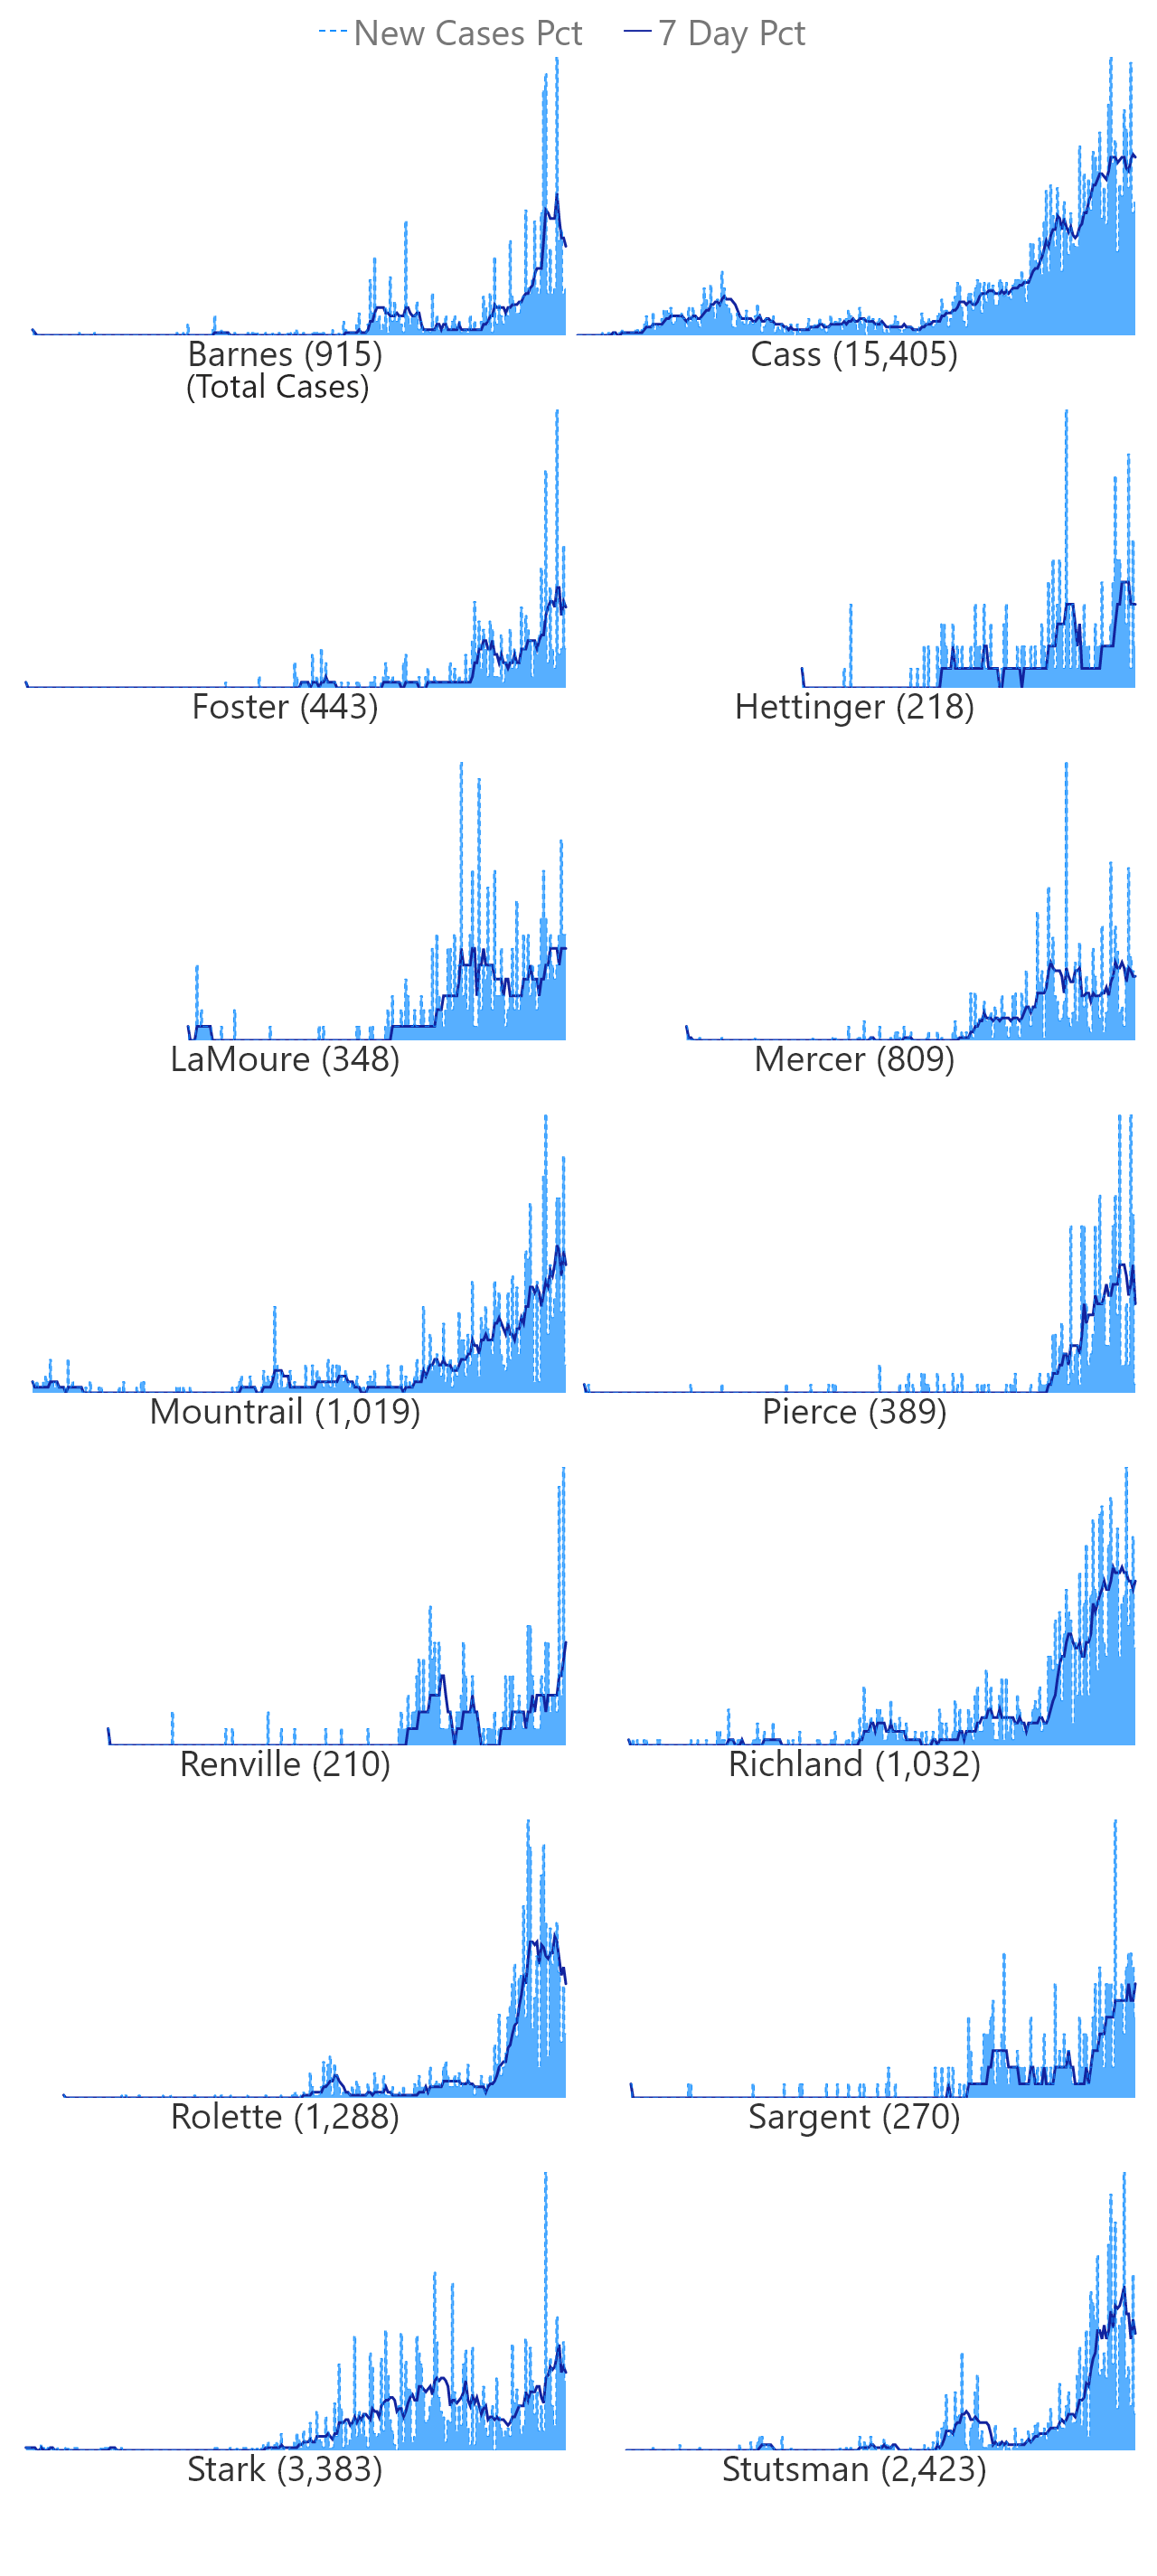 New Cases Pct 7 Day Pct
Barnes (915)
(Total Cases)
Cass (15,405)
Foster (443)
Hettinger (218)
LaMoure (348)
Mercer (809)
Mountrail (1,019)
Pierce (389)
Renville (210)
Richland (1,032)
Rolette (1,288)
Sargent (270)
Stark (3,383)
Stutsman (2,423)